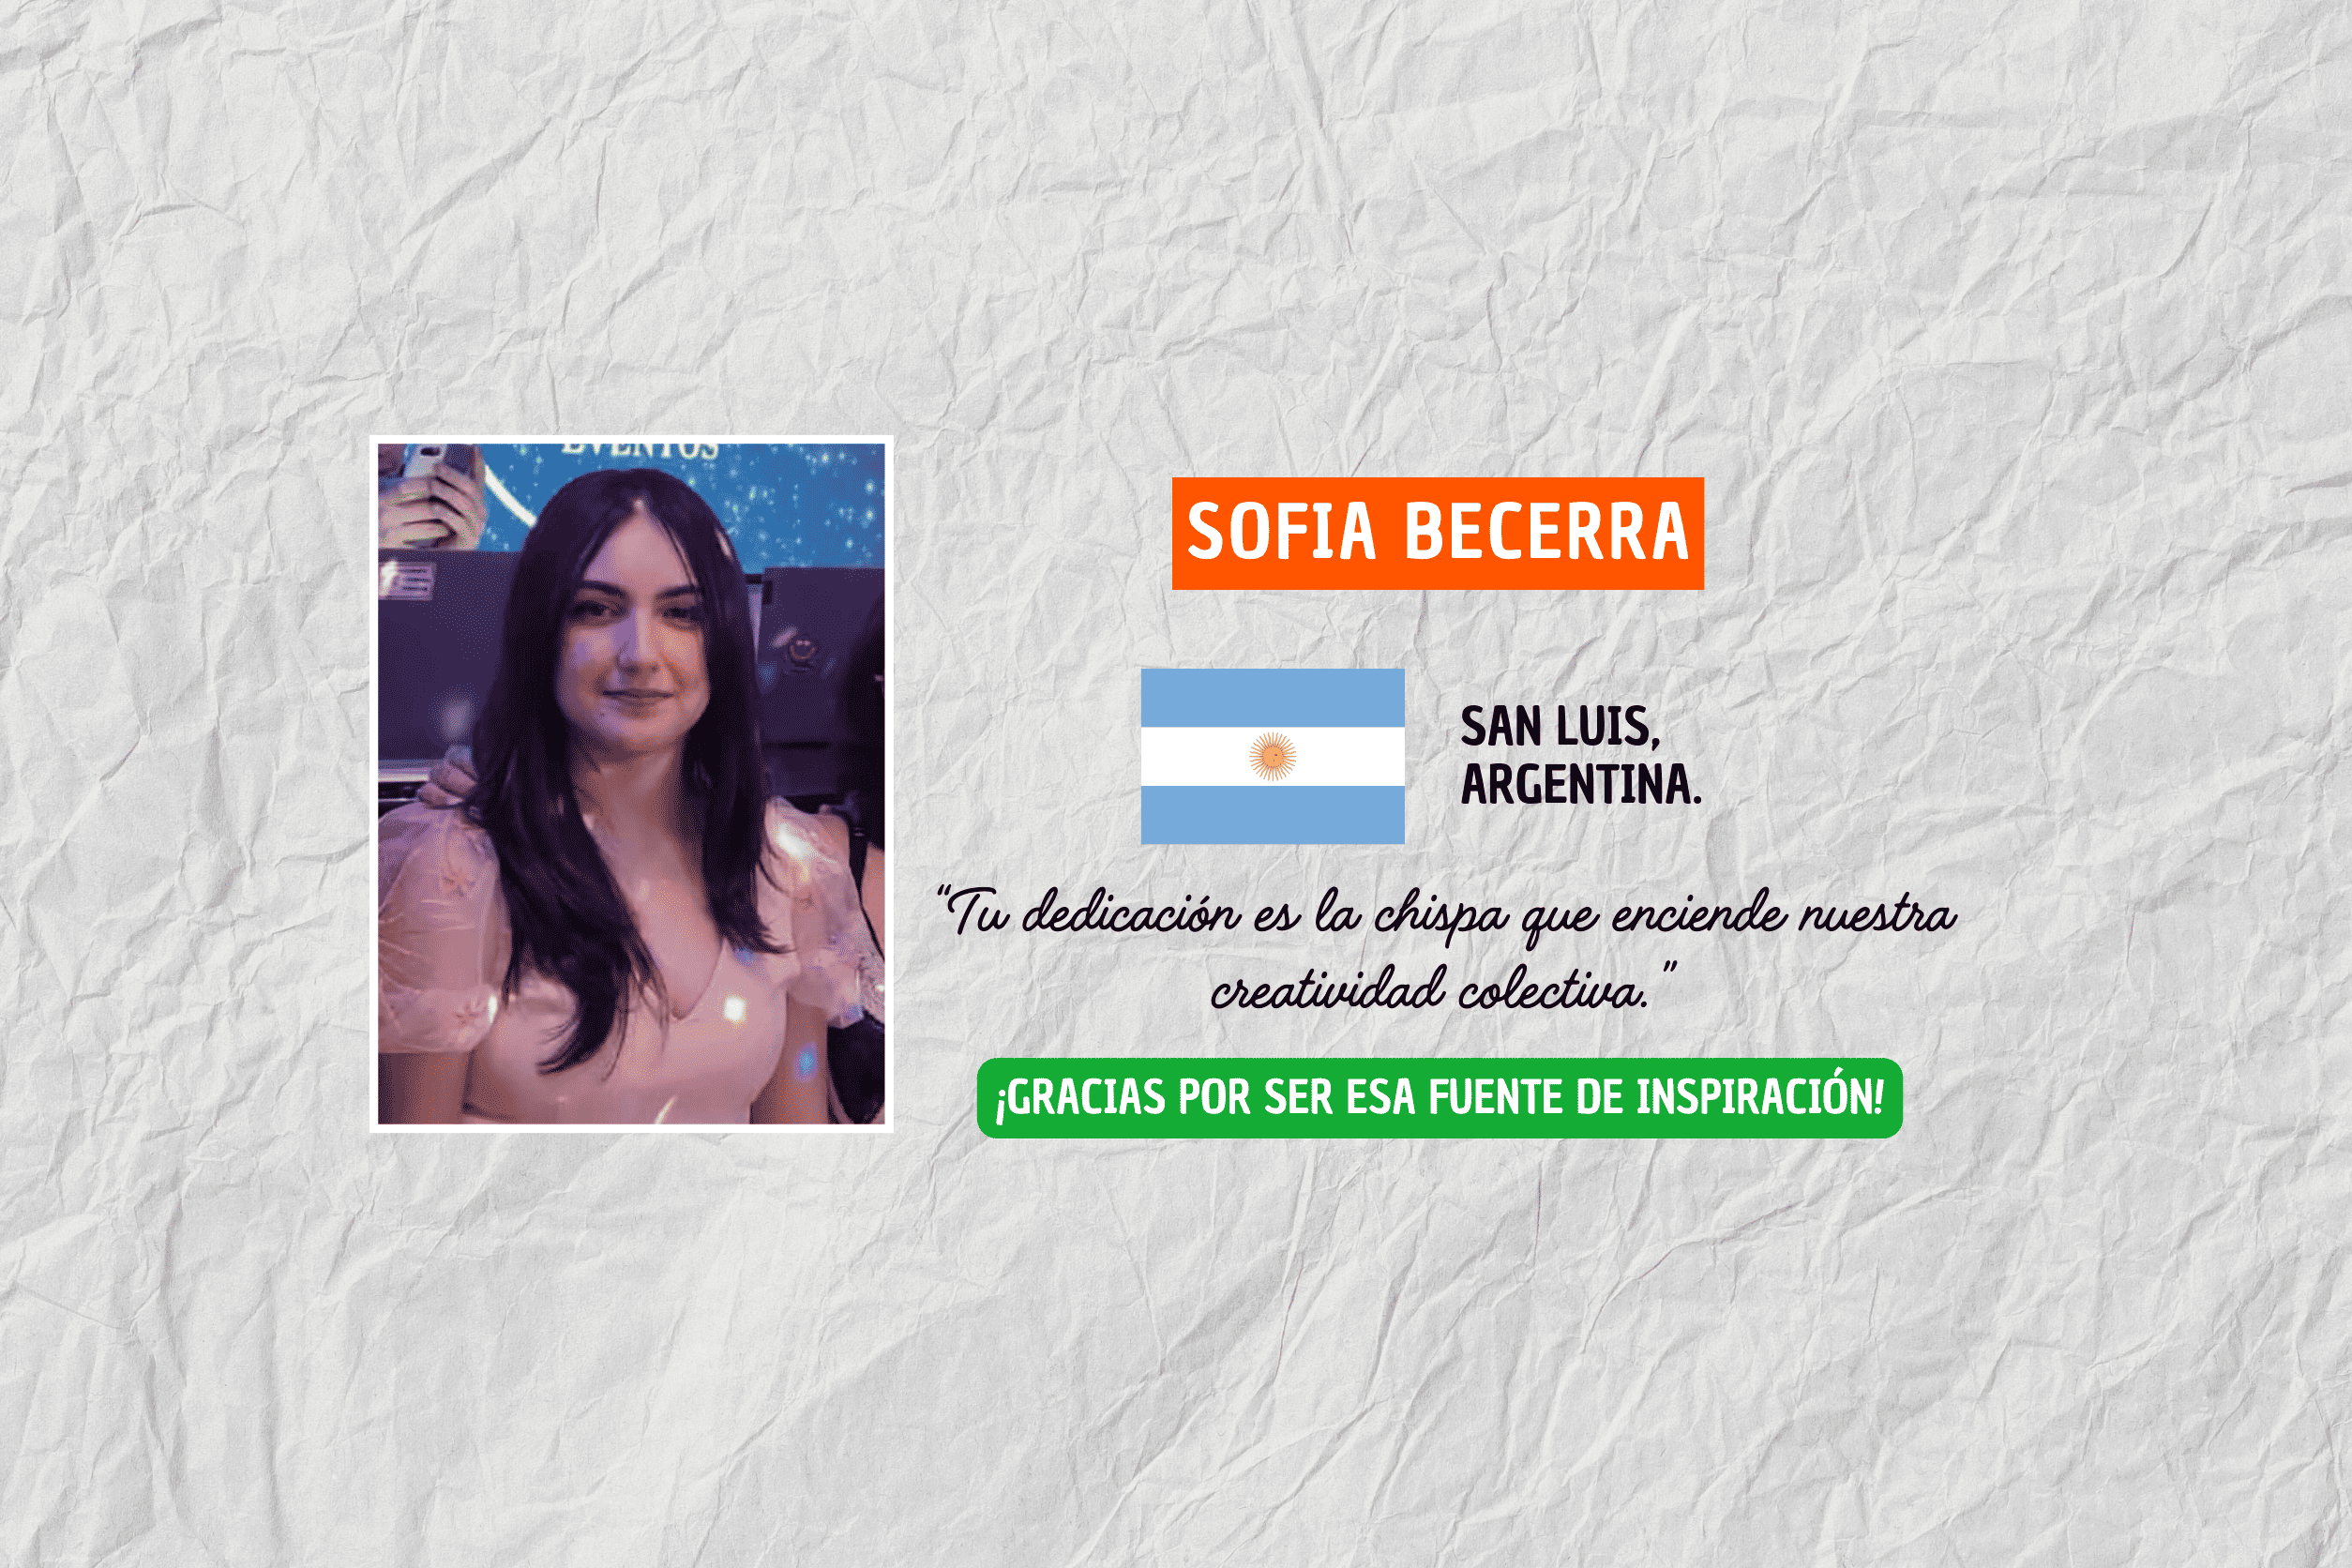 EVENTOS
SOFIA BECERRA
SAN LUIS,
ARGENTINA.
“Tu dedicación es la chispa que enciende nuestra
creatividad colectiva.”
¡GRACIAS POR SER ESA FUENTE DE INSPIRACIÓN!